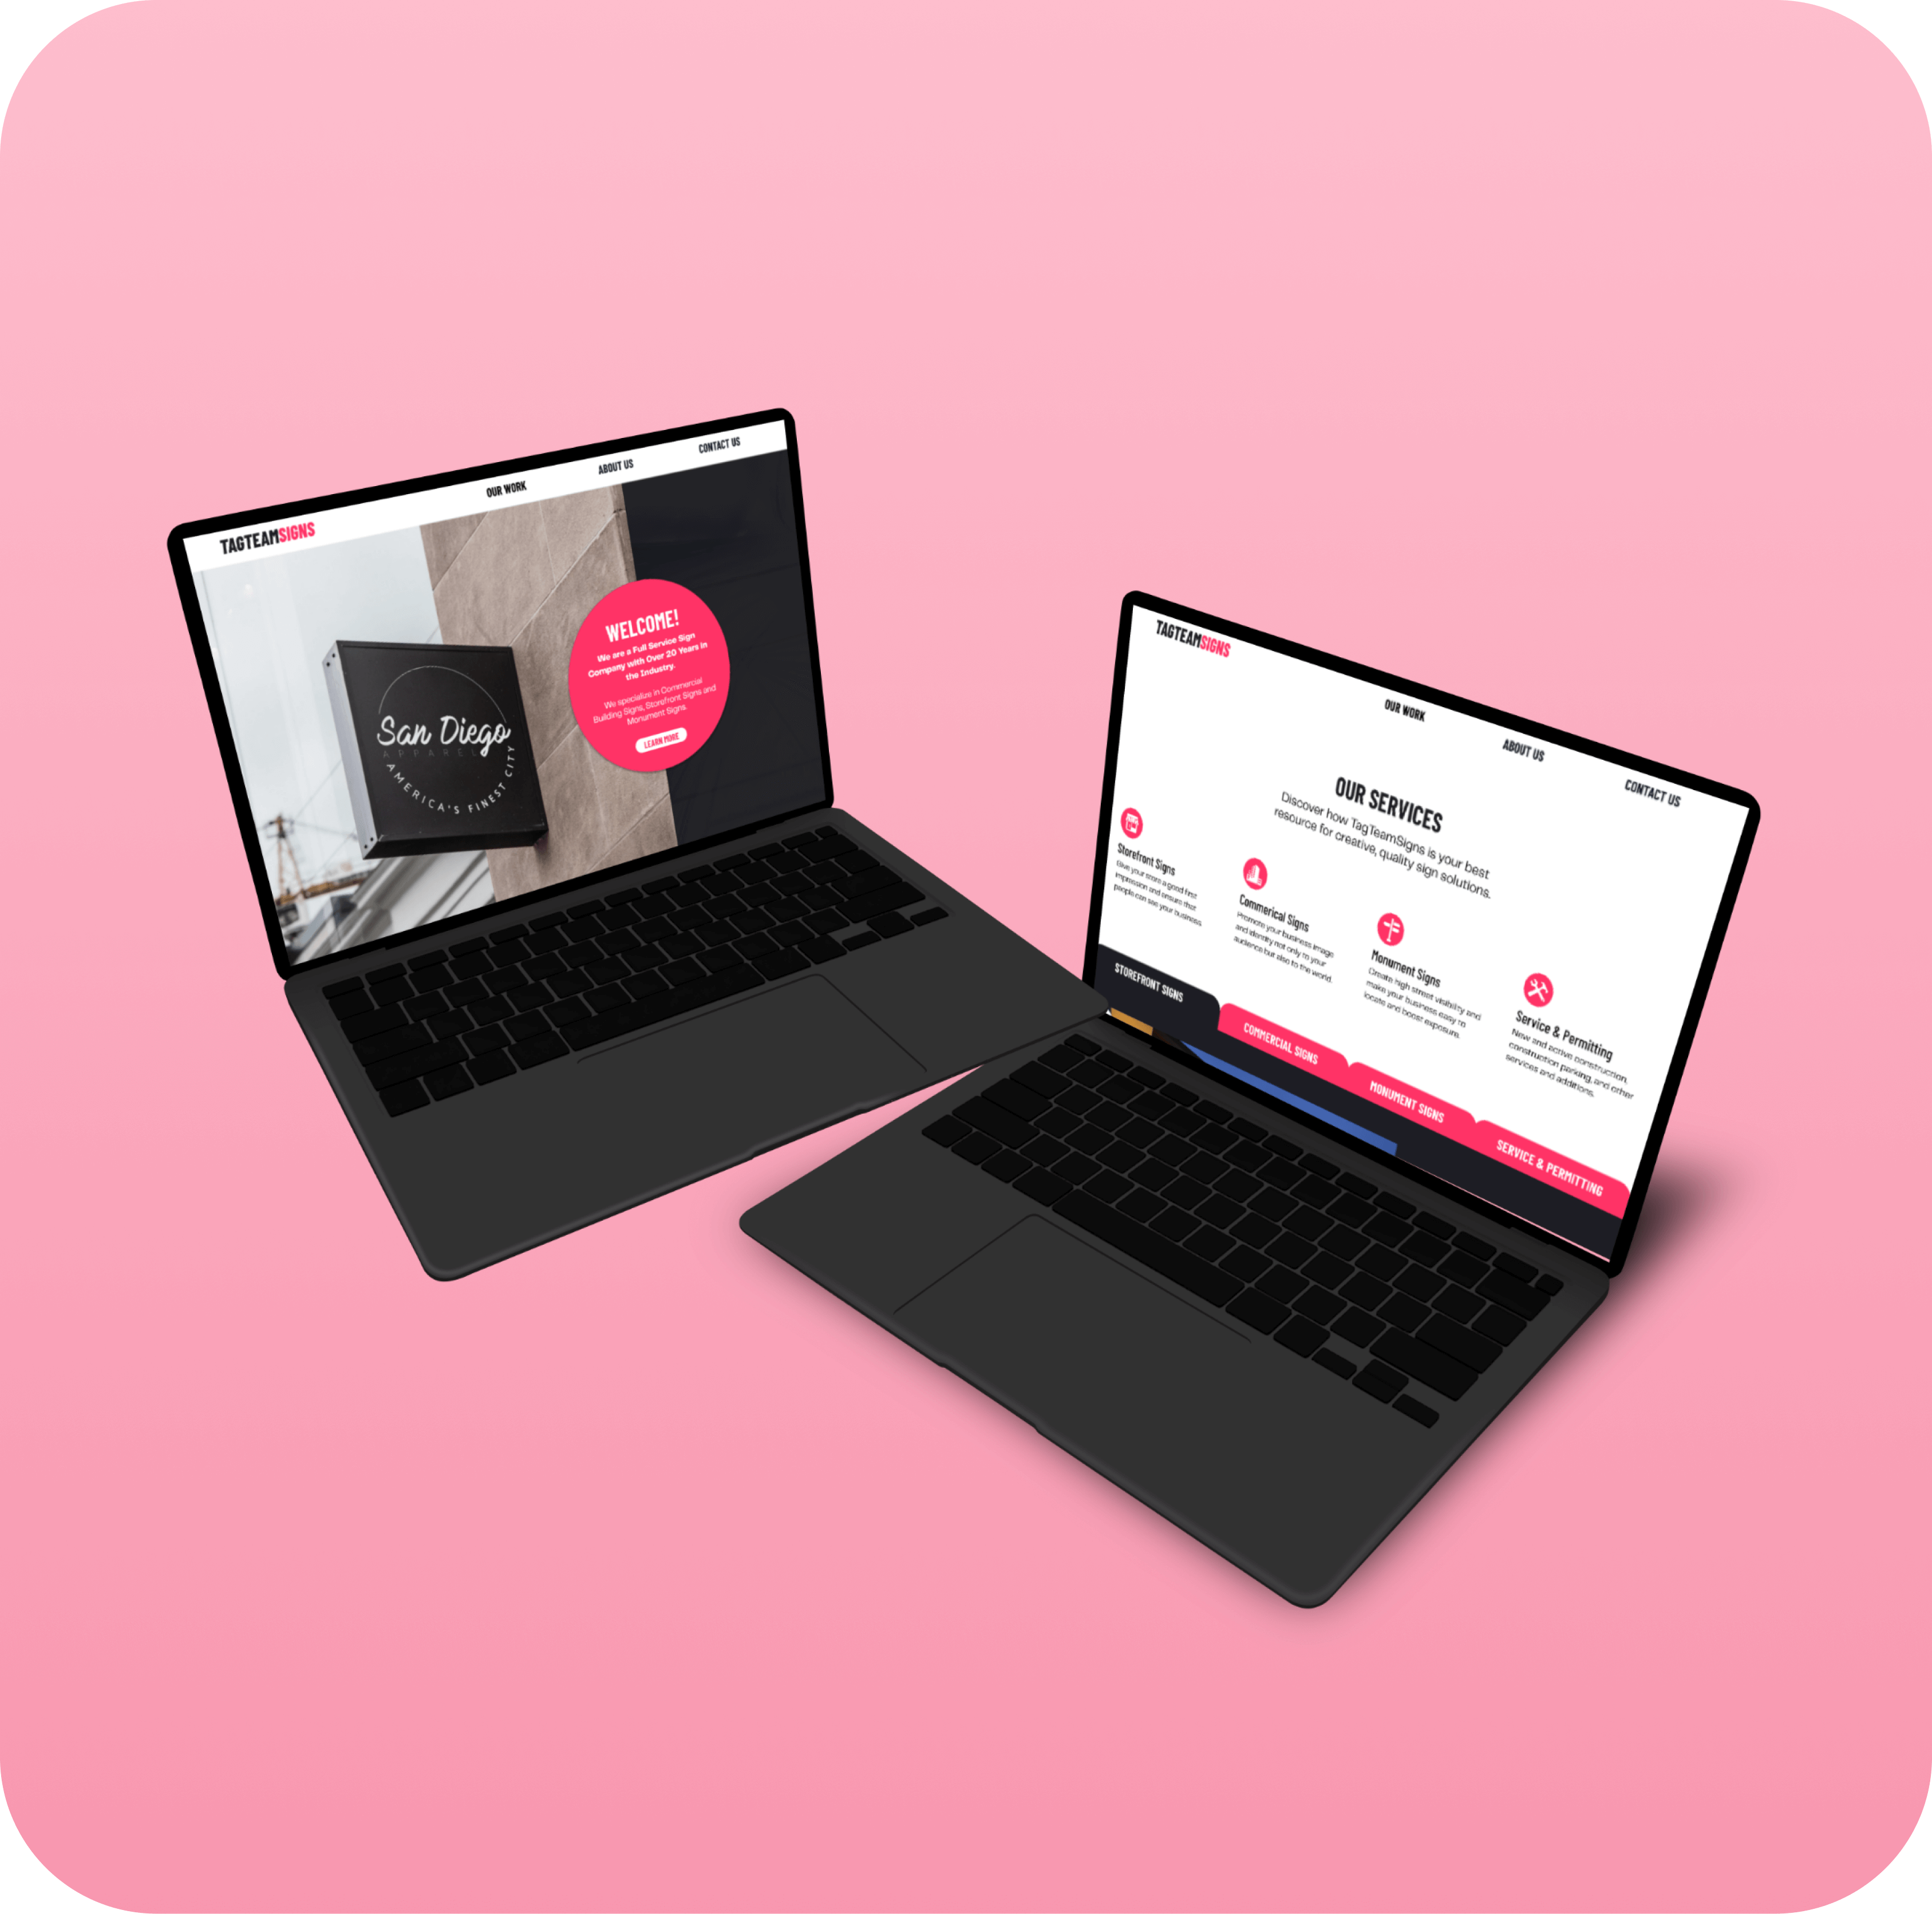 TAGTEAMSIGNS
OUR WORK
ABOUT US
CONTACT US
San Diego
APPAREL
AMERICA'S FINEST CITY
WELCOME!
We are a Full Service Sign
Company with Over 20 Years in
the Industry.
We specialize in Commercial
Building Signs, Storefront Signs and
Monument Signs.
LEARN MORE
TAGTEAMSIGNS
OUR WORK
ABOUT US
CONTACT US
OUR SERVICES
Discover how TagTeamSigns is your best
resource for creative, quality sign solutions.
Storefront Signs
Give your store a good first
impression and ensure that
people can see your business
Commerical Signs
Promote your business image
and identity not only to your
audience but also to the world.
Monument Signs
Create high street visibility and
make your business easy to
locate and boost exposure.
Service & Permitting
New and active construction,
construction parking, and other
services and additions.
STOREFRONT SIGNS
COMMERCIAL SIGNS
MONUMENT SIGNS
SERVICE & PERMITTING